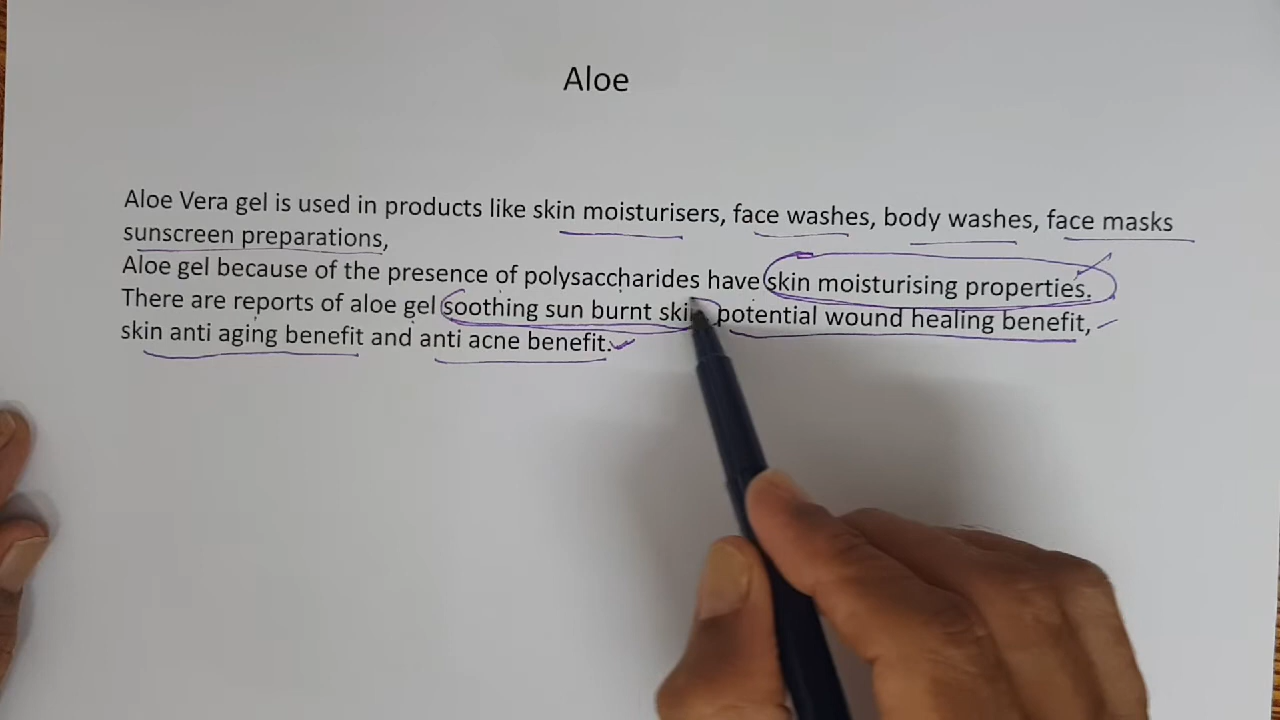 Aloe
Aloe Vera gel is used in products like skin moisturisers, face washes, body washes, face masks
sunscreen preparations,
Aloe gel because of the presence of polysaccharides have skin moisturising properties.
There are reports of aloe gel soothing sun burnt skin potential wound healing benefit,
skin anti aging benefit and anti acne benefit.